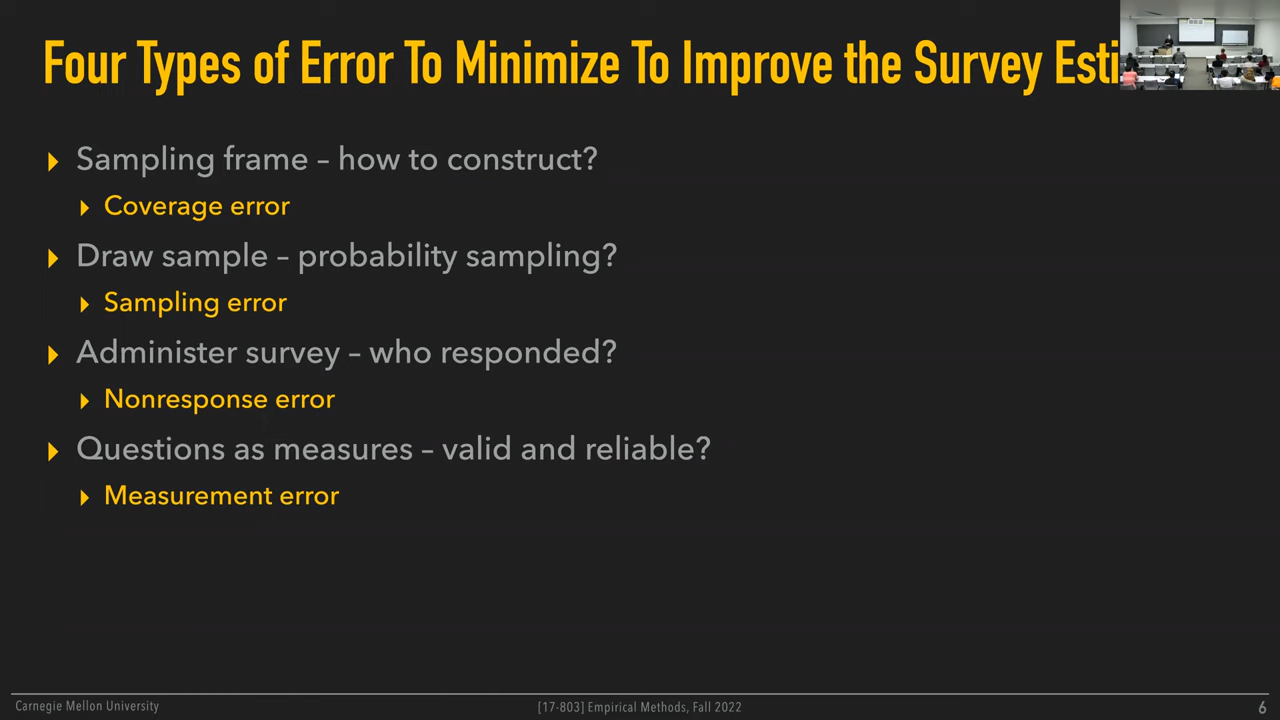 Four Types of Error To Minimize To Improve the Survey
Sampling frame – how to construct?
Coverage error
Draw sample – probability sampling?
Sampling error
Administer survey – who responded?
Nonresponse error
Questions as measures – valid and reliable?
Measurement error
Carnegie Mellon University
[17-803] Empirical Methods, Fall 2022
6